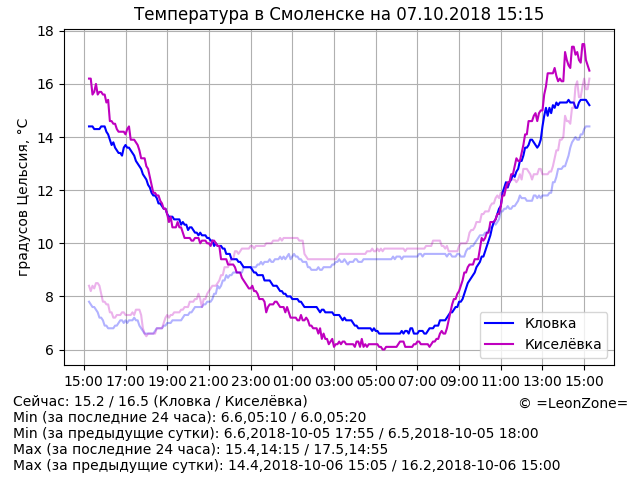 Температура в Смоленске на 07.10.2018 15:15
градусов Цельсия, °C
18
16
14
12
10
8
6
Кловка
Киселёвка
15:00 17:00 19:00 21:00 23:00 01:00 03:00 05:00 07:00 09:00 11:00 13:00 15:00
Сейчас: 15.2 / 16.5 (Кловка / Киселёвка)
© =LeonZone=
Min (за последние 24 часа): 6.6,05:10 / 6.0,05:20
Min (за предыдущие сутки): 6.6,2018-10-05 17:55 / 6.5,2018-10-05 18:00
Max (за последние 24 часа): 15.4,14:15 / 17.5,14:55
Max (за предыдущие сутки): 14.4,2018-10-06 15:05 / 16.2,2018-10-06 15:00